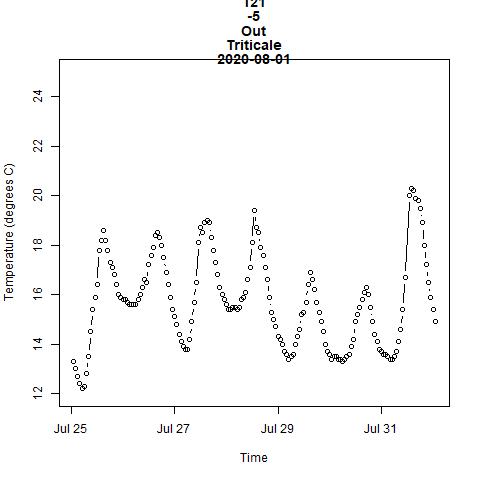 121
-5
Out
Triticale
2020-08-01
Temperature (degrees C)
24
22
20
18
16
14
12
Jul 25
Jul 27
Jul 29
Jul 31
Time